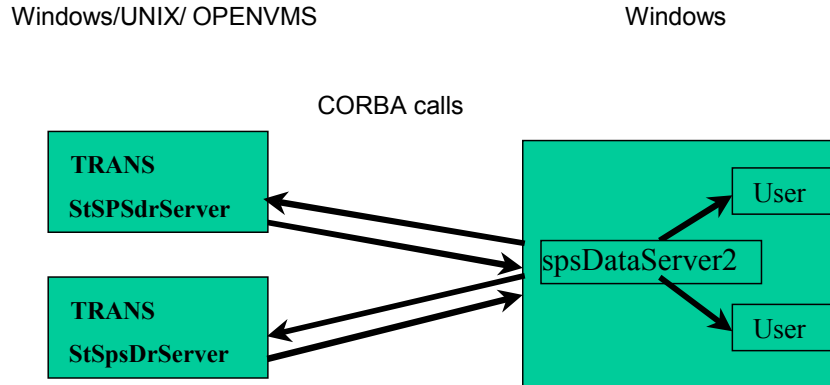 Windows/UNIX/ OPENVMS
Windows
CORBA calls
TRANS
StSPSdrServer
User
spsDataServer2
TRANS
StSpsDrServer
User